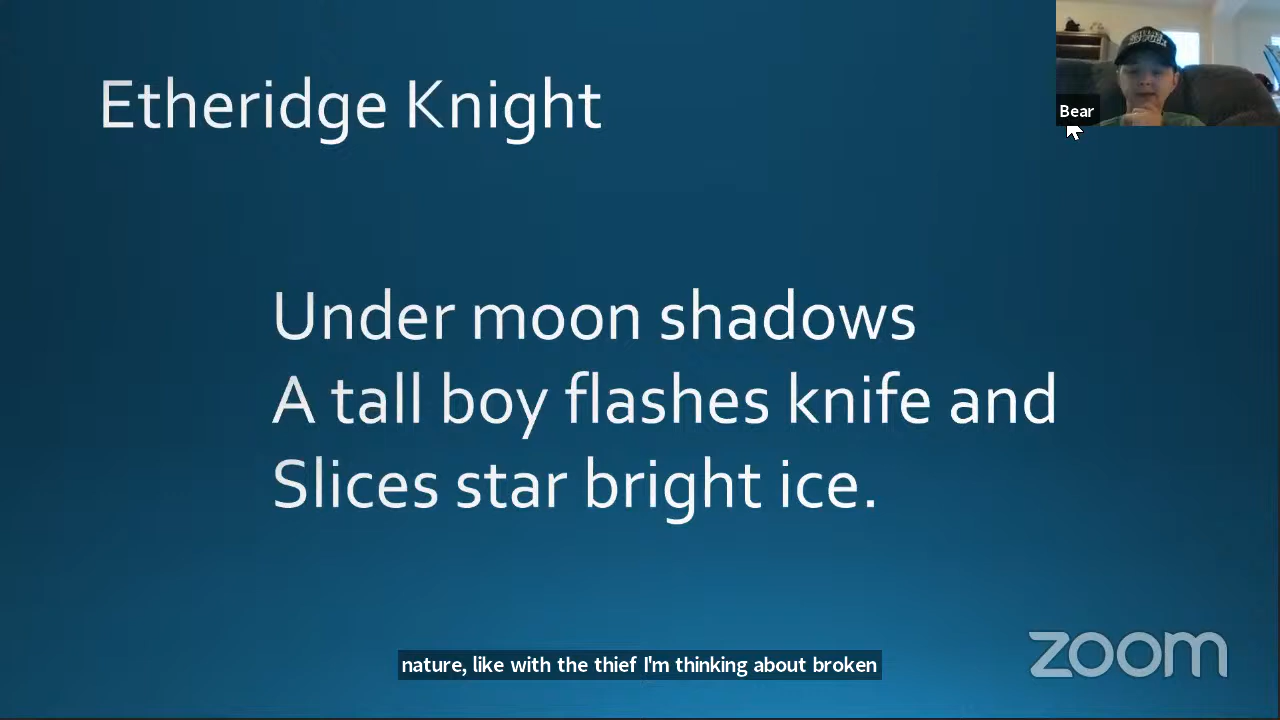 Etheridge Knight
Bear
Under moon shadows
A tall boy flashes knife and
Slices star bright ice.
nature, like with the thief I'm thinking about broken
zoom